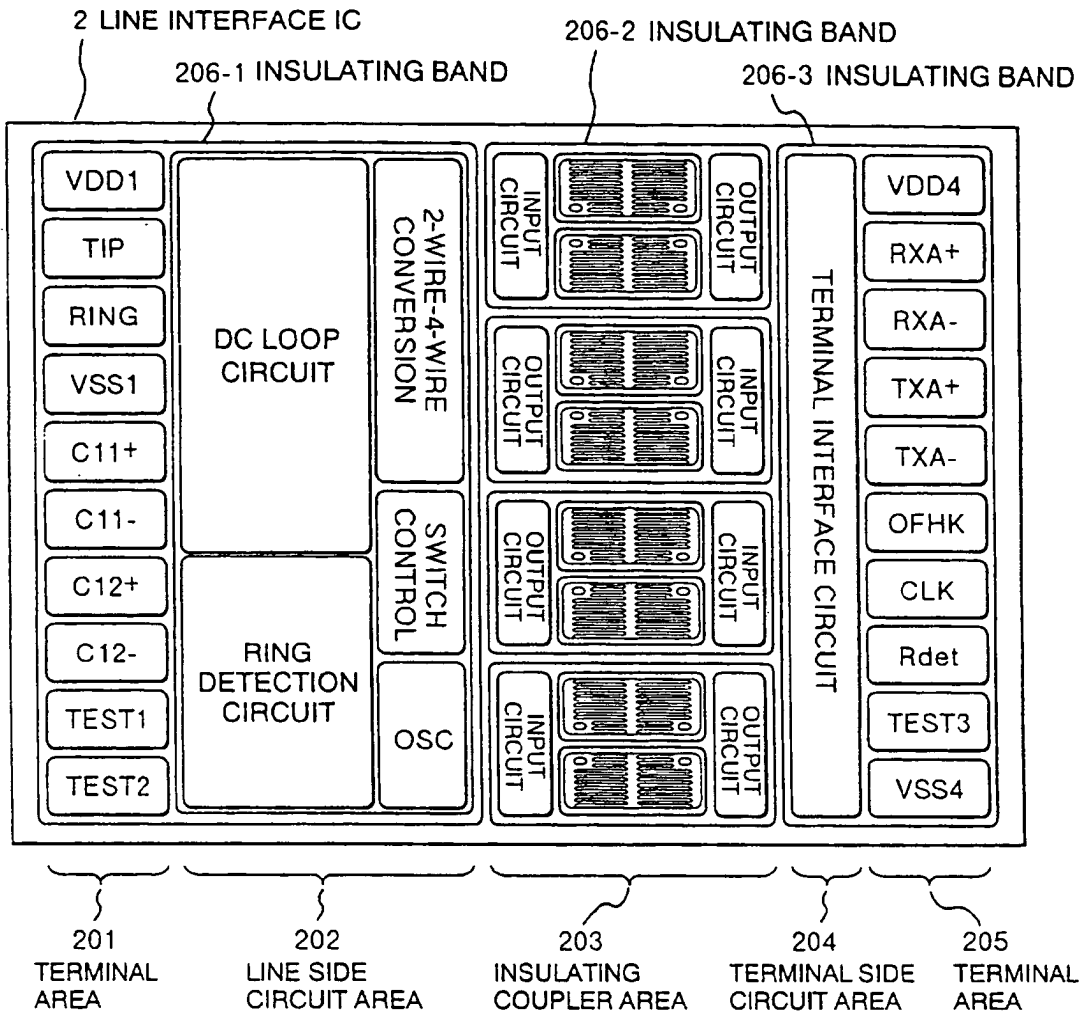 2 LINE INTERFACE IC
206-1 INSULATING BAND
206-2 INSULATING BAND
206-3 INSULATING BAND
VDD1
TIP
RING
VSS1
C11+
C11-
C12+
C12-
TEST1
TEST2
DC LOOP
CIRCUIT
RING
DETECTION
CIRCUIT
2-WIRE-4-WIRE
CONVERSION
SWITCH
CONTROL
OSC
INPUT
CIRCUIT
OUTPUT
CIRCUIT
OUTPUT
CIRCUIT
INPUT
CIRCUIT
OUTPUT
CIRCUIT
INPUT
CIRCUIT
INPUT
CIRCUIT
OUTPUT
CIRCUIT
TERMINAL INTERFACE CIRCUIT
VDD4
RXA+
RXA-
TXA+
TXA-
OFHK
CLK
Rdet
TEST3
VSS4
201
TERMINAL
AREA
202
LINE SIDE
CIRCUIT AREA
203
INSULATING
COUPLER AREA
204
TERMINAL SIDE
CIRCUIT AREA
205
TERMINAL
AREA